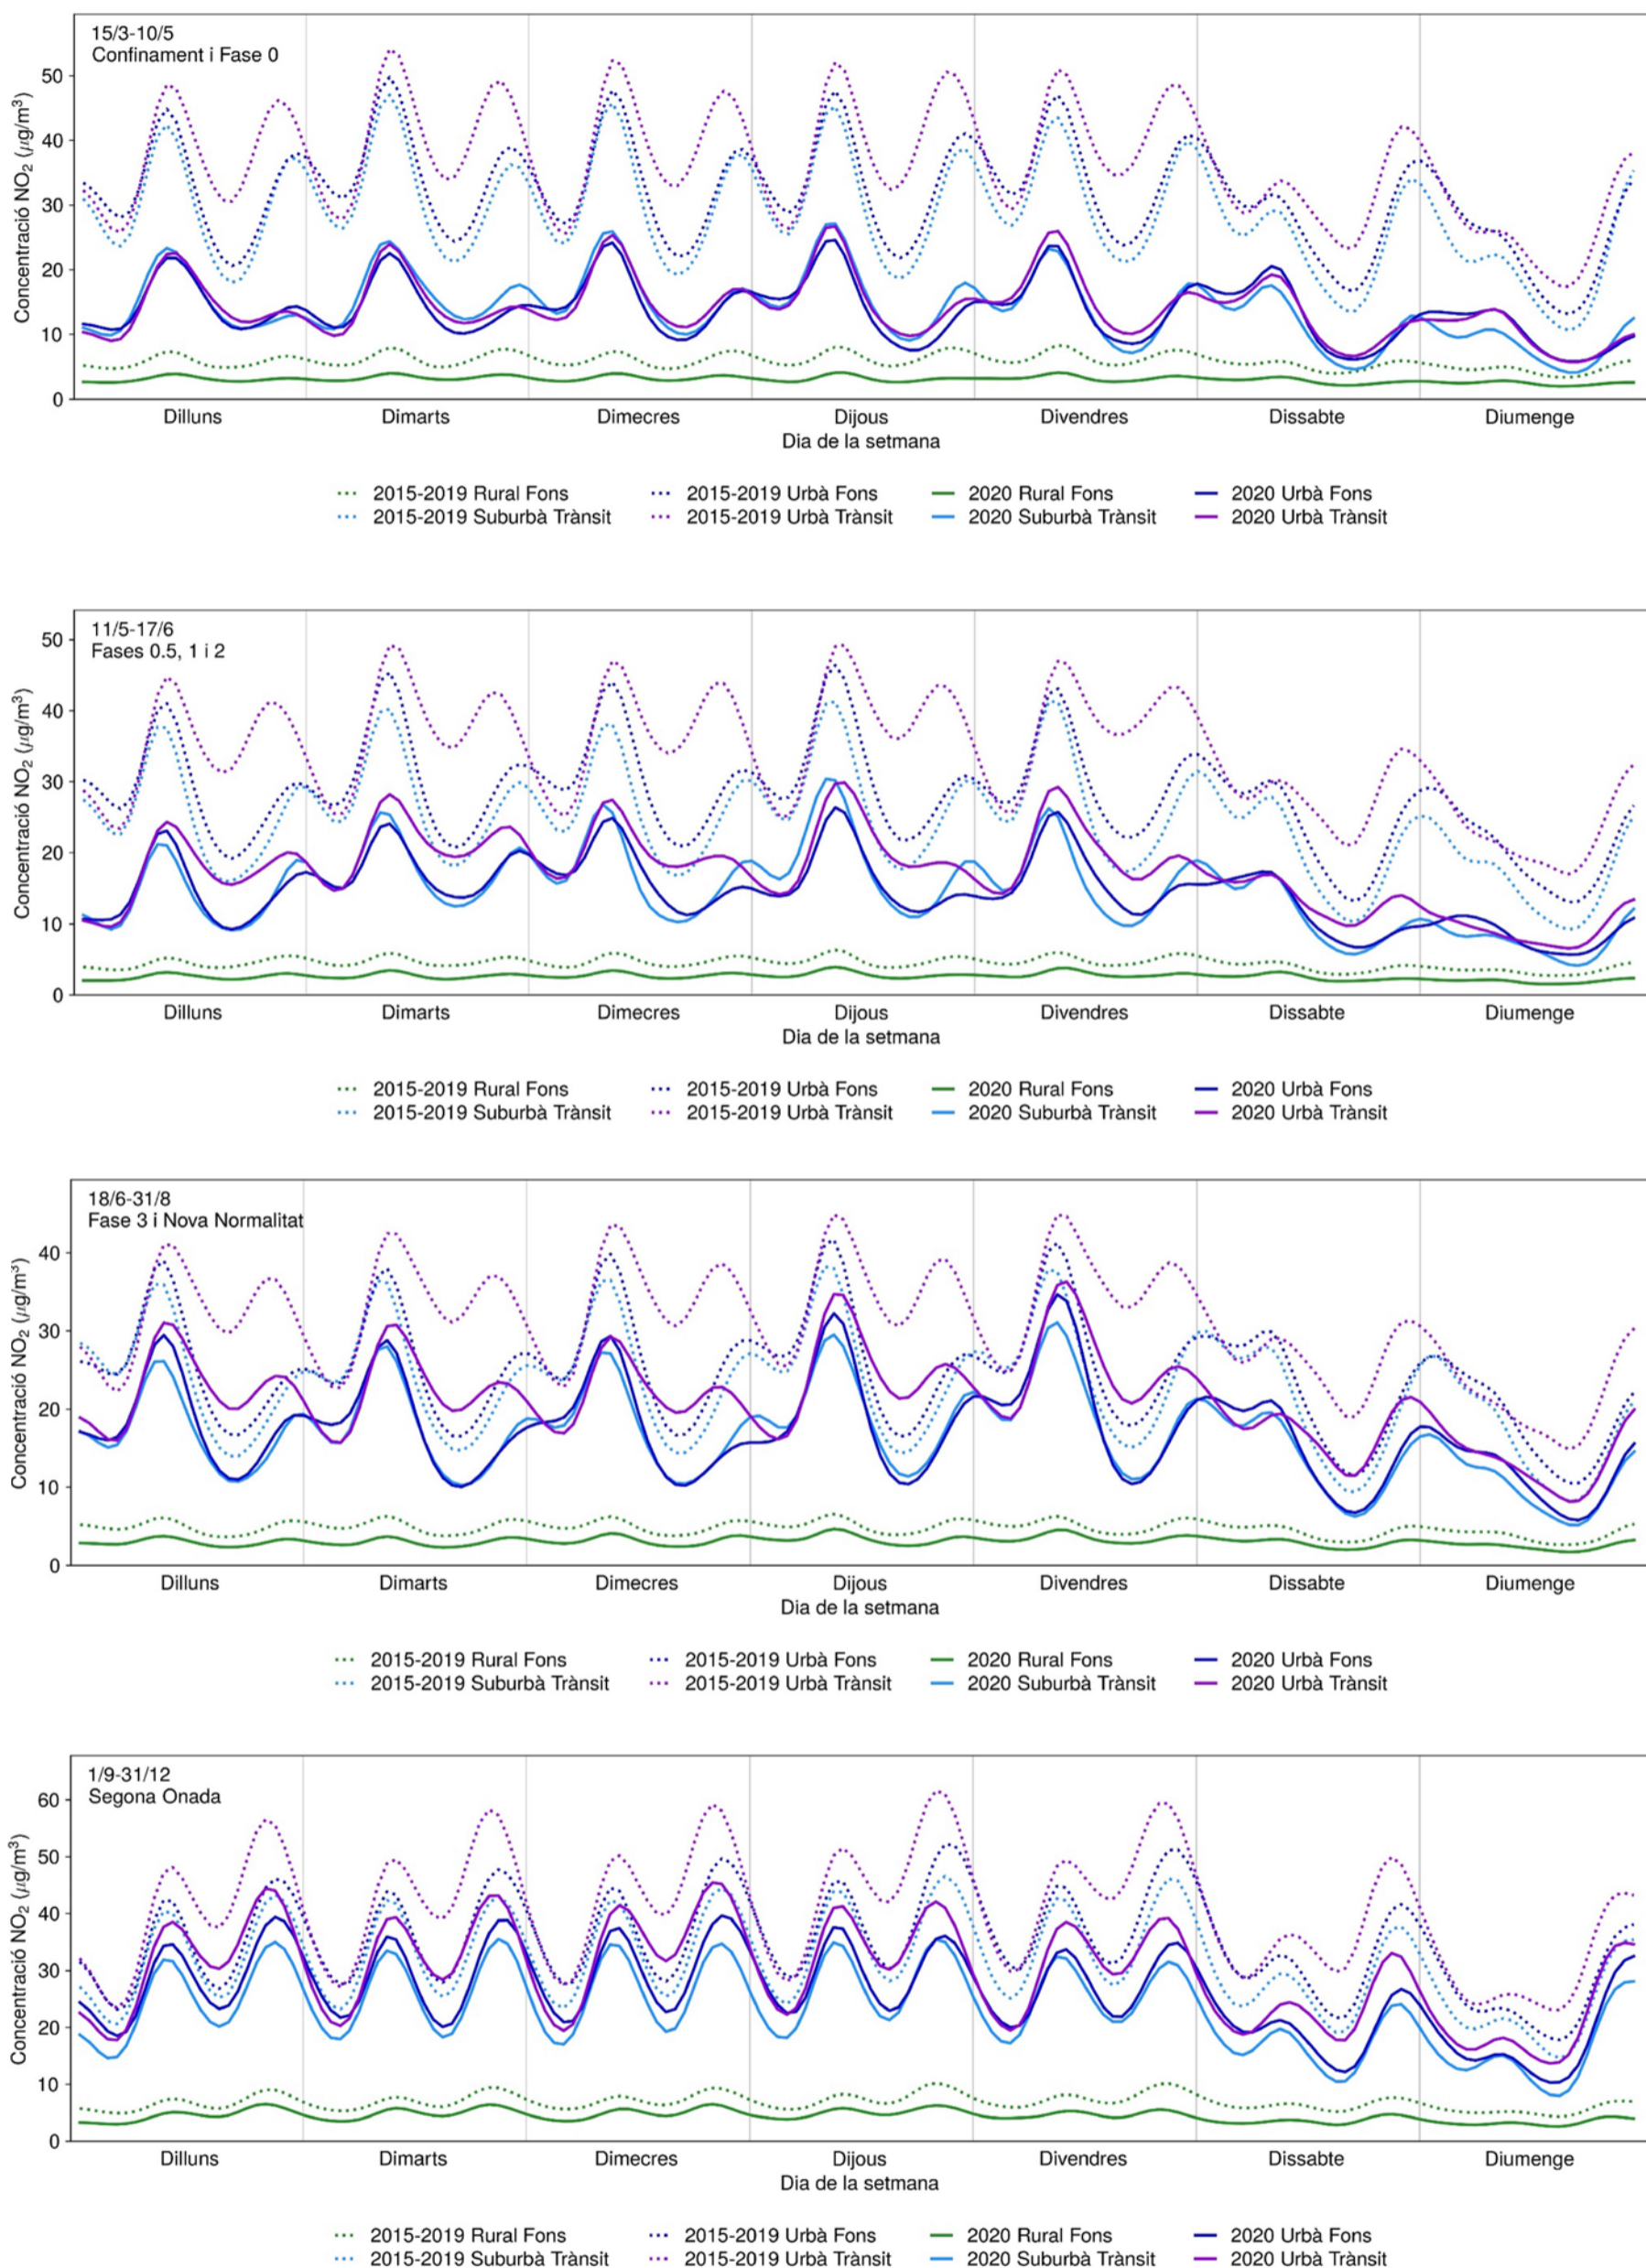 15/3-10/5
Confinament i Fase 0
Concentració NO₂ (µg/m³)
50
40
30
20
10
0
Dilluns Dimarts Dimecres Dijous Divendres Dissabte Diumenge
Dia de la setmana
2015-2019 Rural Fons 2015-2019 Urbà Fons 2020 Rural Fons 2020 Urbà Fons
2015-2019 Suburbà Trànsit 2015-2019 Urbà Trànsit 2020 Suburbà Trànsit 2020 Urbà Trànsit
11/5-17/6
Fases 0.5, 1 i 2
Concentració NO₂ (µg/m³)
50
40
30
20
10
0
Dilluns Dimarts Dimecres Dijous Divendres Dissabte Diumenge
Dia de la setmana
2015-2019 Rural Fons 2015-2019 Urbà Fons 2020 Rural Fons 2020 Urbà Fons
2015-2019 Suburbà Trànsit 2015-2019 Urbà Trànsit 2020 Suburbà Trànsit 2020 Urbà Trànsit
18/6-31/8
Fase 3 i Nova Normalitat
Concentració NO₂ (µg/m³)
40
30
20
10
0
Dilluns Dimarts Dimecres Dijous Divendres Dissabte Diumenge
Dia de la setmana
2015-2019 Rural Fons 2015-2019 Urbà Fons 2020 Rural Fons 2020 Urbà Fons
2015-2019 Suburbà Trànsit 2015-2019 Urbà Trànsit 2020 Suburbà Trànsit 2020 Urbà Trànsit
1/9-31/12
Segona Onada
Concentració NO₂ (µg/m³)
60
50
40
30
20
10
0
Dilluns Dimarts Dimecres Dijous Divendres Dissabte Diumenge
Dia de la setmana
2015-2019 Rural Fons 2015-2019 Urbà Fons 2020 Rural Fons 2020 Urbà Fons
2015-2019 Suburbà Trànsit 2015-2019 Urbà Trànsit 2020 Suburbà Trànsit 2020 Urbà Trànsit